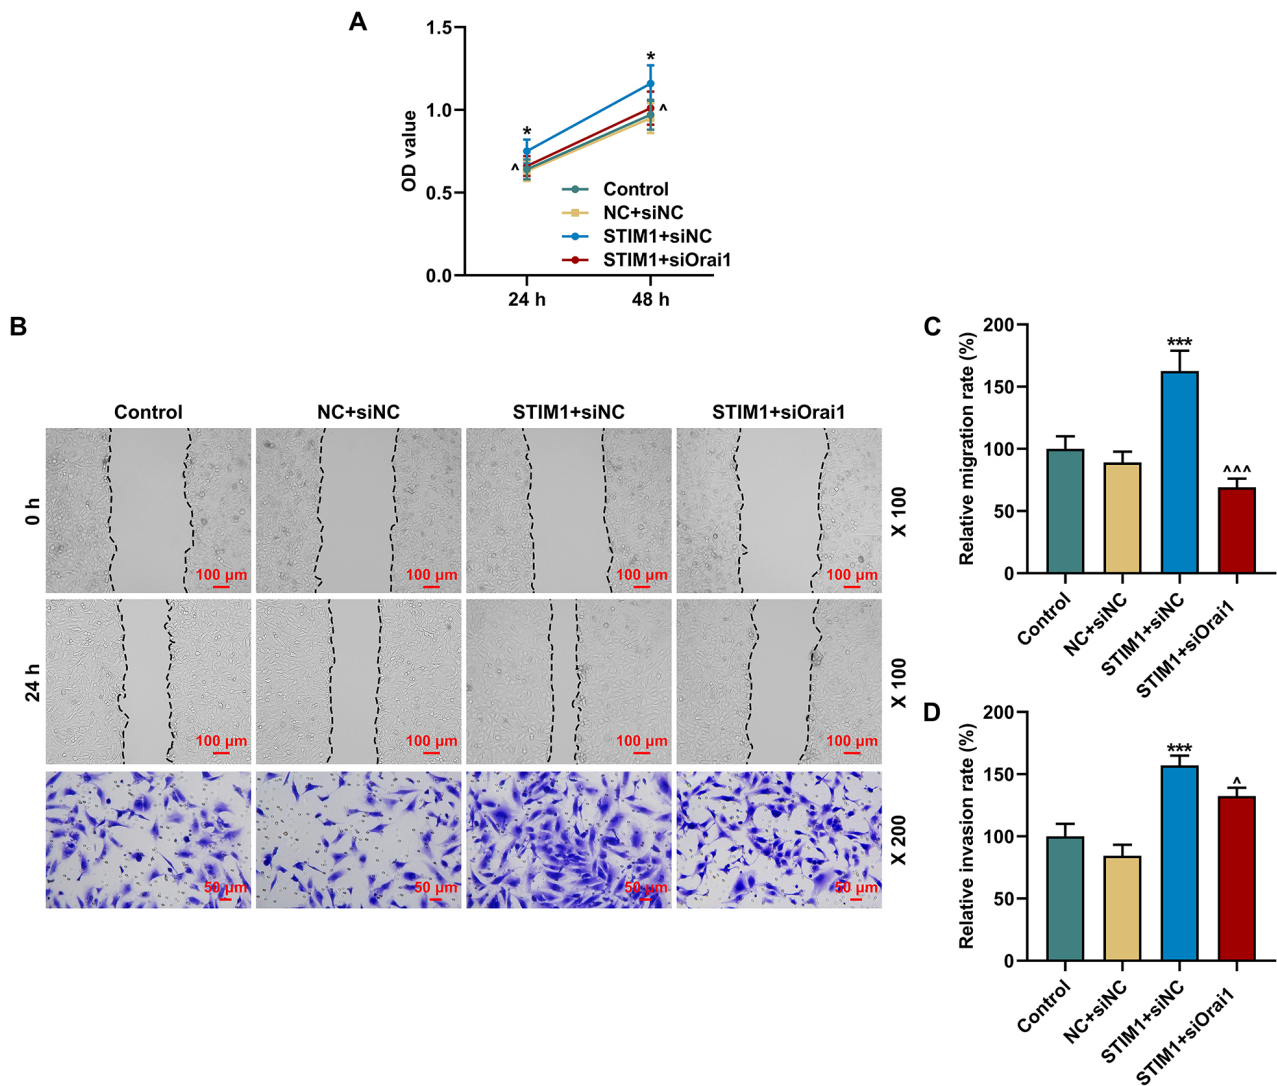 A
1.5
1.0
0.5
0.0
OD value
*
^
*
^
Control
NC+siNC
STIM1+siNC
STIM1+siOrai1
24 h
48 h
B
Control
NC+siNC
STIM1+siNC
STIM1+siOrai1
0 h
100 μm
100 μm
100 μm
100 μm
X 100
24 h
100 μm
100 μm
100 μm
100 μm
X 100
50 μm
50 μm
50 μm
50 μm
X 200
C
Relative migration rate (%)
200
150
100
50
0
***
^^^
Control
NC+siNC
STIM1+siNC
STIM1+siOrai1
D
Relative invasion rate (%)
200
150
100
50
0
***
^
Control
NC+siNC
STIM1+siNC
STIM1+siOrai1